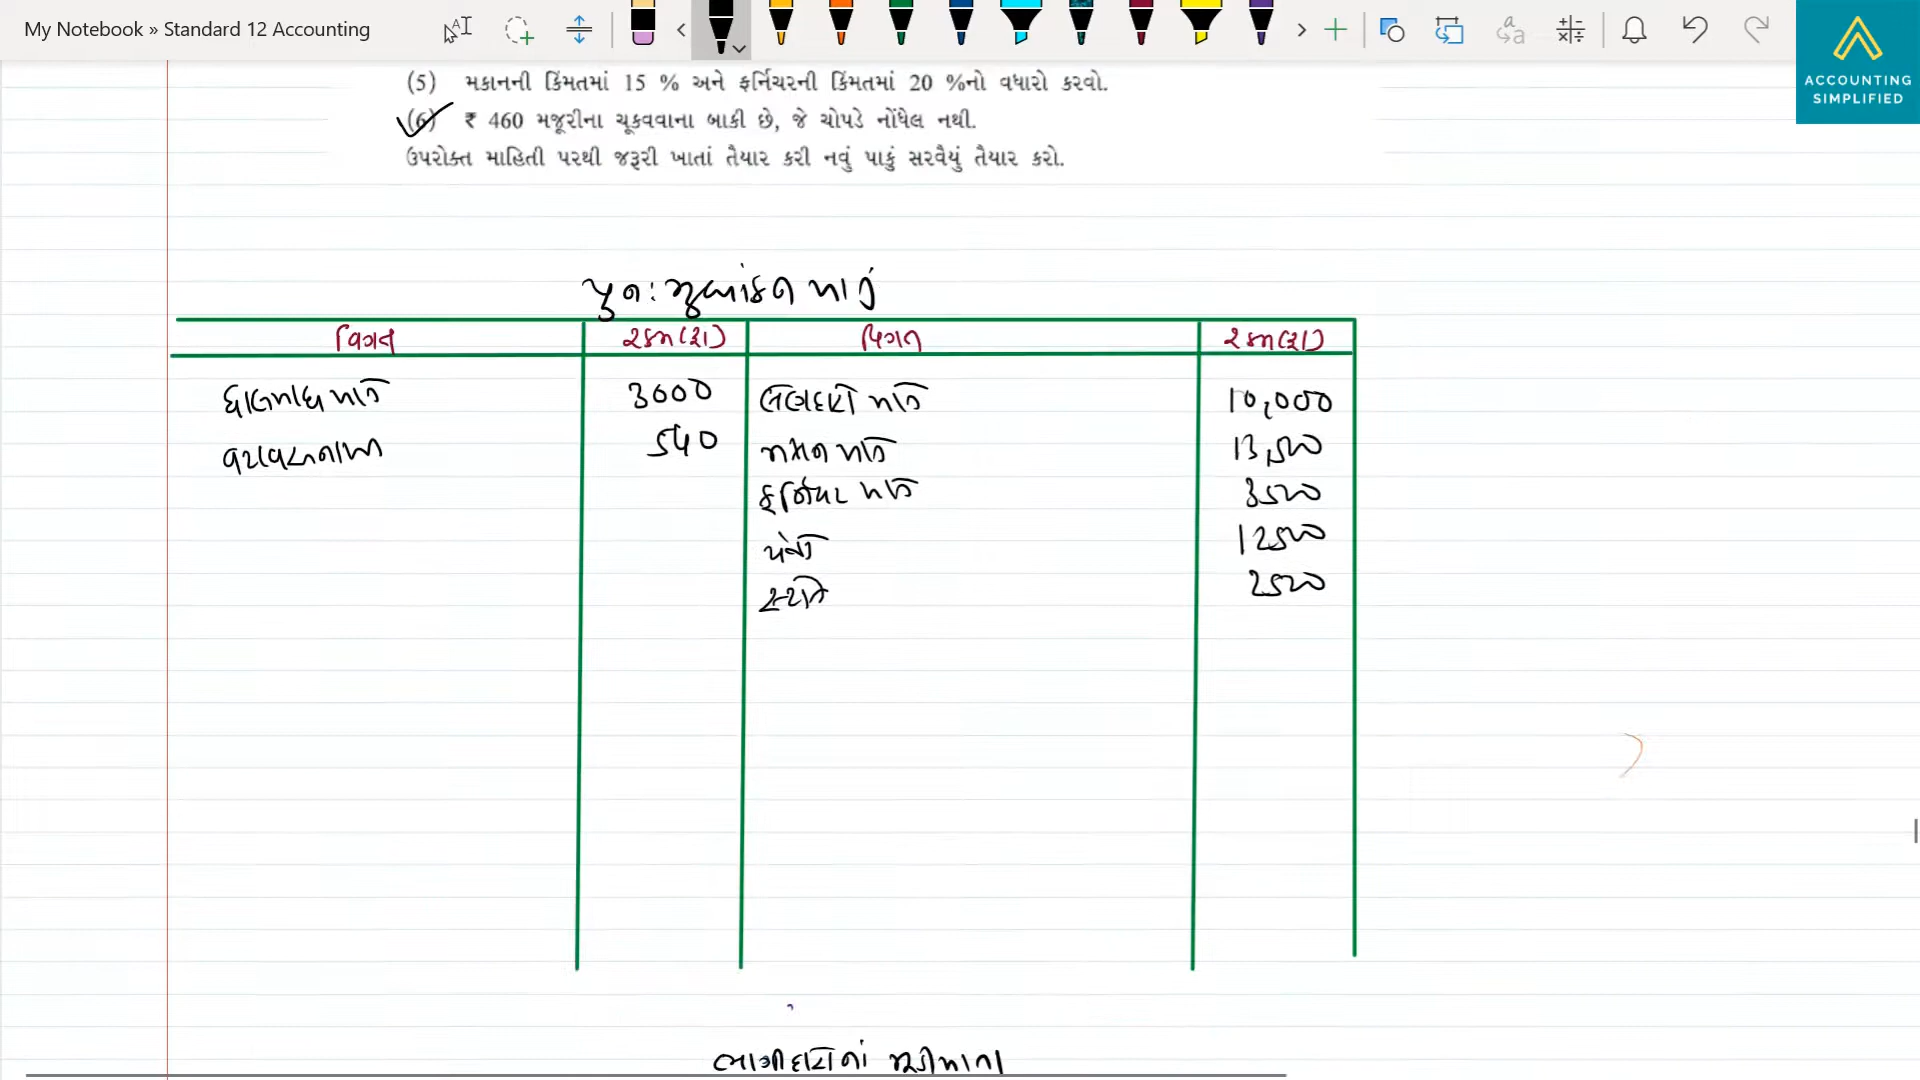 My Notebook » Standard 12 Accounting
ACCOUNTING
SIMPLIFIED
(5) મકાનની કિંમતમાં 15 % અને ફર્નિચરની કિંમતમાં 20 %નો વધારો કરવો.
(6) ₹ 460 મજૂરીના ચૂકવવાના બાકી છે, જે ચોપડે નોંધેલ નથી.
ઉપરોક્ત માહિતી પરથી જરૂરી ખાતાં તૈયાર કરી નવું પાકું સરવૈયું તૈયાર કરો.
પુનઃમૂલ્યાંકન ખાતું
વિગત રકમ(રૂા) વિગત રકમ(રૂા)
ઘાલખાધ ખાતે 3000 ખાતે 10,000
540 મકાન ખાતે 13,500
ફર્નિચર ખાતે 3500
યંત્રો 12500
સ્ટોક 2500
ભાગીદારોનાં મૂડીખાતા